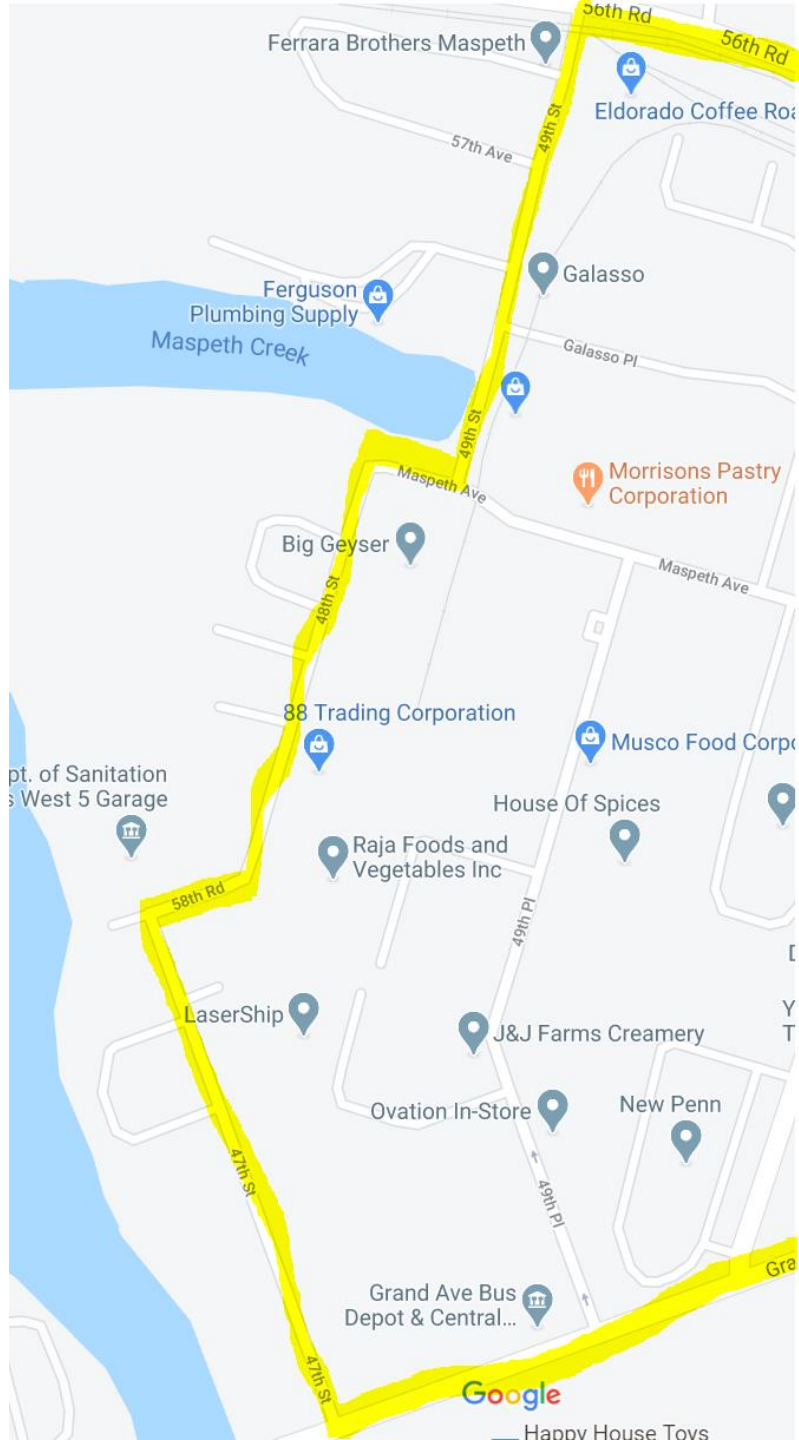 56th Rd
56th Rd
Ferrara Brothers Maspeth
Eldorado Coffee Roa
49th St
57th Ave
Galasso
Ferguson
Plumbing Supply
Maspeth Creek
Galasso Pl
49th St
Maspeth Ave
Morrisons Pastry
Corporation
Big Geyser
Maspeth Ave
48th St
88 Trading Corporation
Musco Food Corpo
pt. of Sanitation
s West 5 Garage
House Of Spices
Raja Foods and
Vegetables Inc
58th Rd
49th Pl
D
Y
T
LaserShip
J&J Farms Creamery
Ovation In-Store
New Penn
47th St
49th Pl
Gra
Grand Ave Bus
Depot & Central...
47th St
Google
Happy House Toys